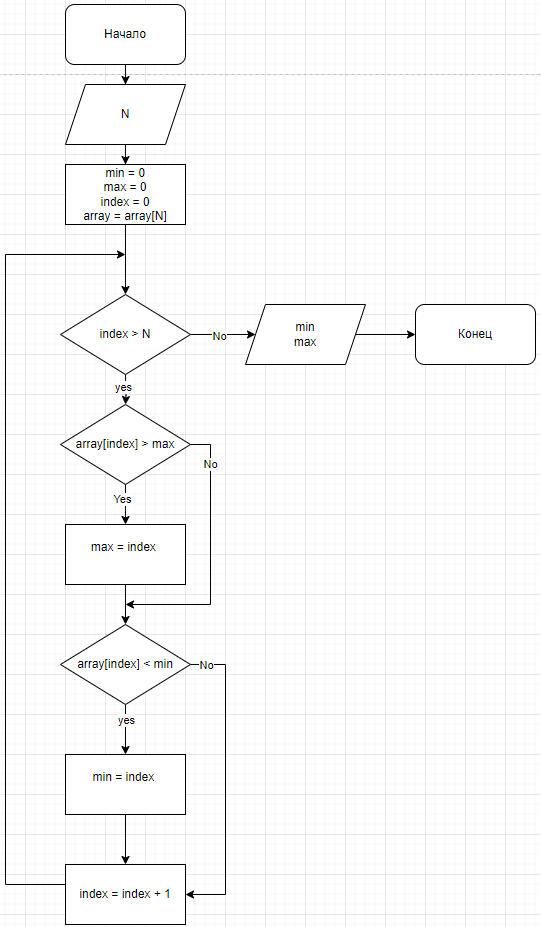 Начало
N
min = 0
max = 0
index = 0
array = array[N]
index > N
No
min
max
Конец
yes
array[index] > max
No
Yes
max = index
array[index] < min
No
yes
min = index
index = index + 1